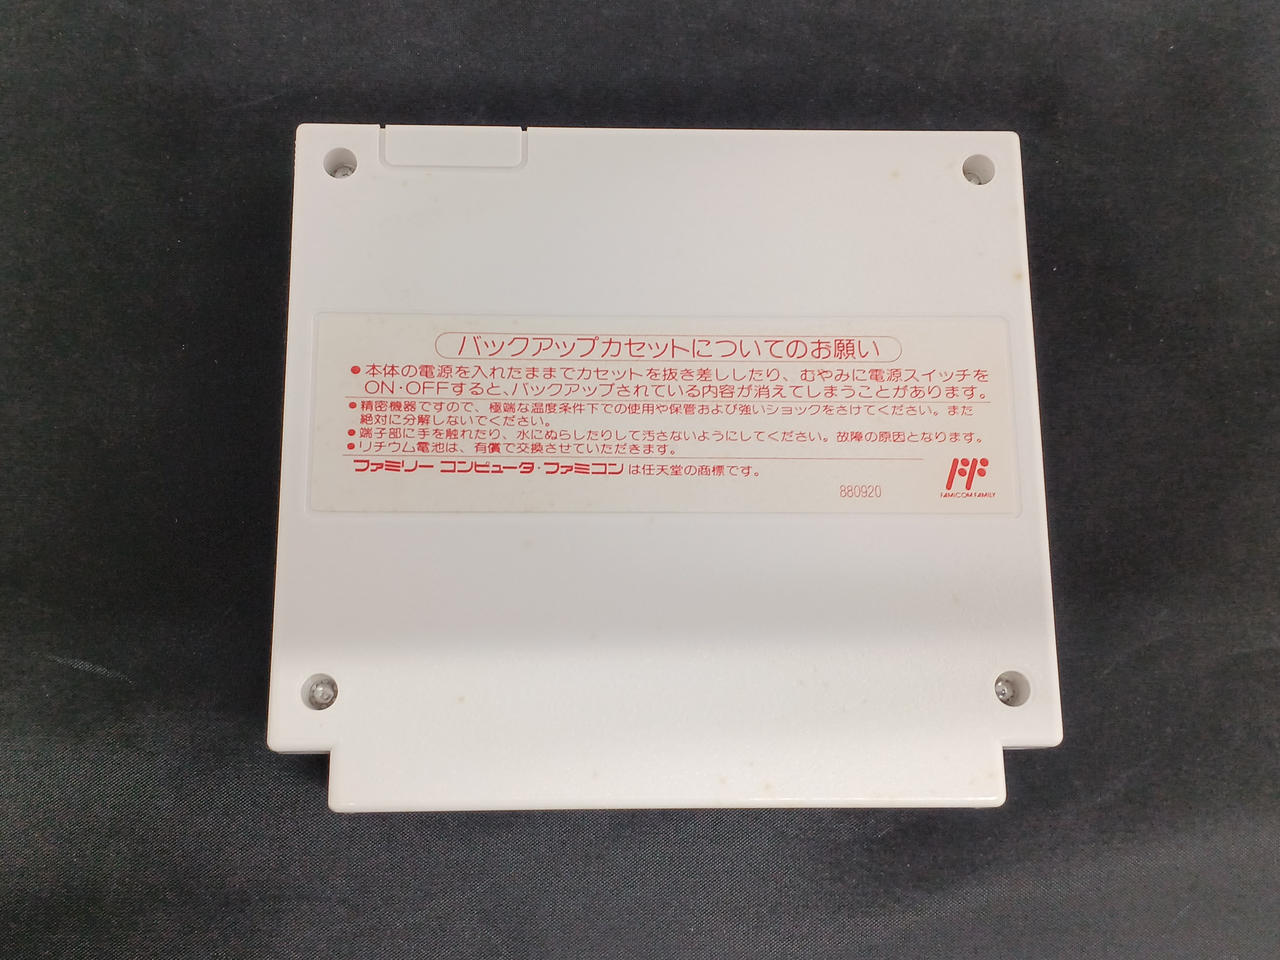 バックアップカセットについてのお願い
●本体の電源を入れたままでカセットを抜き差ししたり、むやみに電源スイッチを
ON・OFFすると、バックアップされている内容が消えてしまうことがあります。
●精密機器ですので、極端な温度条件下での使用や保管および強いショックをさけてください。また
絶対に分解しないでください。
●端子部に手を触れたり、水にぬらしたりして汚さないようにしてください。故障の原因となります。
●リチウム電池は、有償で交換させていただきます。
ファミリー コンピュータ・ファミコンは任天堂の商標です。
880920
FAMICOM FAMILY